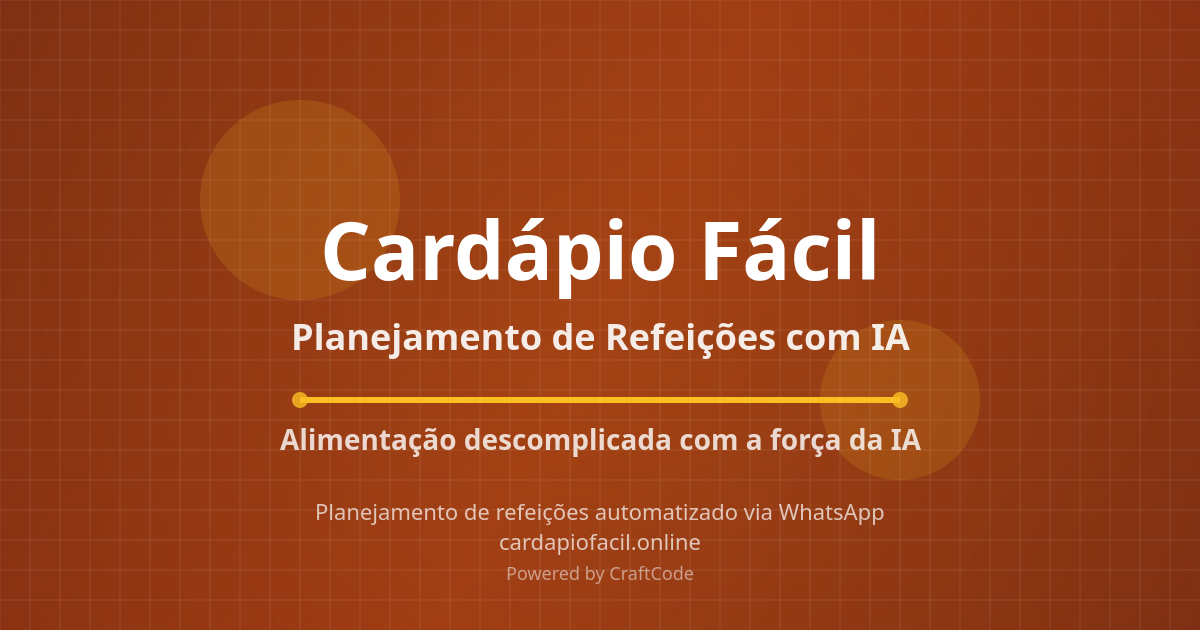 Cardápio Fácil
Planejamento de Refeições com IA
Alimentação descomplicada com a força da IA
Planejamento de refeições automatizado via WhatsApp
cardapiofacil.online
Powered by CraftCode